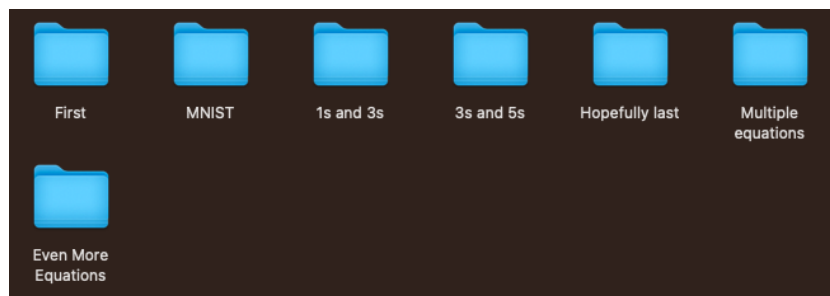 First
MNIST
1s and 3s
3s and 5s
Hopefully last
Multiple
equations
Even More
Equations